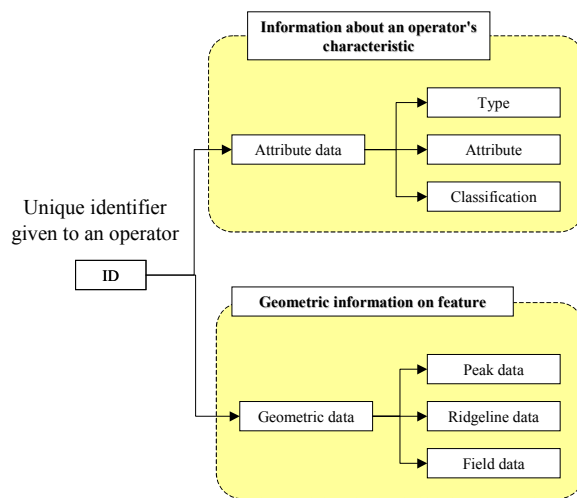 Information about an operator's
characteristic
Type
Attribute data
Attribute
Classification
Unique identifier
given to an operator
ID
Geometric information on feature
Peak data
Geometric data
Ridgeline data
Field data